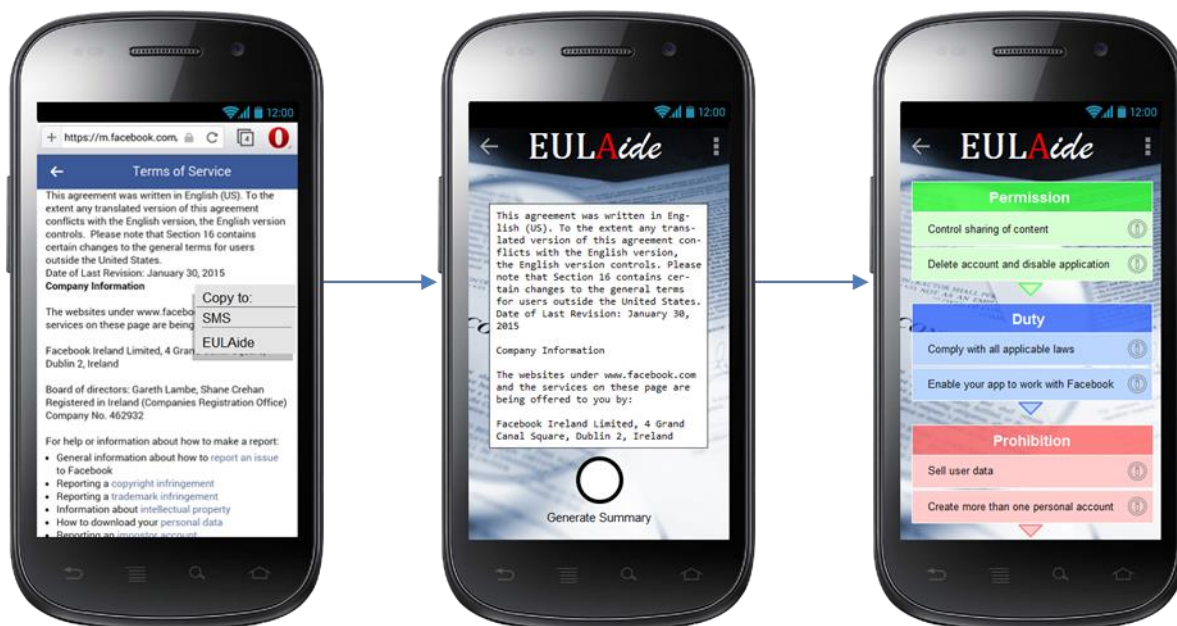 12:00
https://m.facebook.com,
4
Terms of Service
This agreement was written in English (US). To the
extent any translated version of this agreement
conflicts with the English version, the English version
controls. Please note that Section 16 contains
certain changes to the general terms for users
outside the United States.
Date of Last Revision: January 30, 2015
Company Information
The websites under www.facebo
services on these page are being
Copy to:
SMS
EULAide
Facebook Ireland Limited, 4 Gran
Dublin 2, Ireland
Board of directors: Gareth Lambe, Shane Crehan
Registered in Ireland (Companies Registration Office)
Company No. 462932
For help or information about how to make a report:
General information about how to report an issue
to Facebook
Reporting a copyright infringement
Reporting a trademark infringement
Information about intellectual property
How to download your personal data
Reporting an impostor account
12:00
EULAide
This agreement was written in Eng-
lish (US). To the extent any trans-
lated version of this agreement con-
flicts with the English version,
the English version controls. Please
note that Section 16 contains cer-
tain changes to the general terms
for users outside the United States.
Date of Last Revision: January 30,
2015
Company Information
The websites under www.facebook.com
and the services on these page are
being offered to you by:
Facebook Ireland Limited, 4 Grand
Canal Square, Dublin 2, Ireland
Generate Summary
12:00
EULAide
Permission
Control sharing of content
Delete account and disable application
Duty
Comply with all applicable laws
Enable your app to work with Facebook
Prohibition
Sell user data
Create more than one personal account